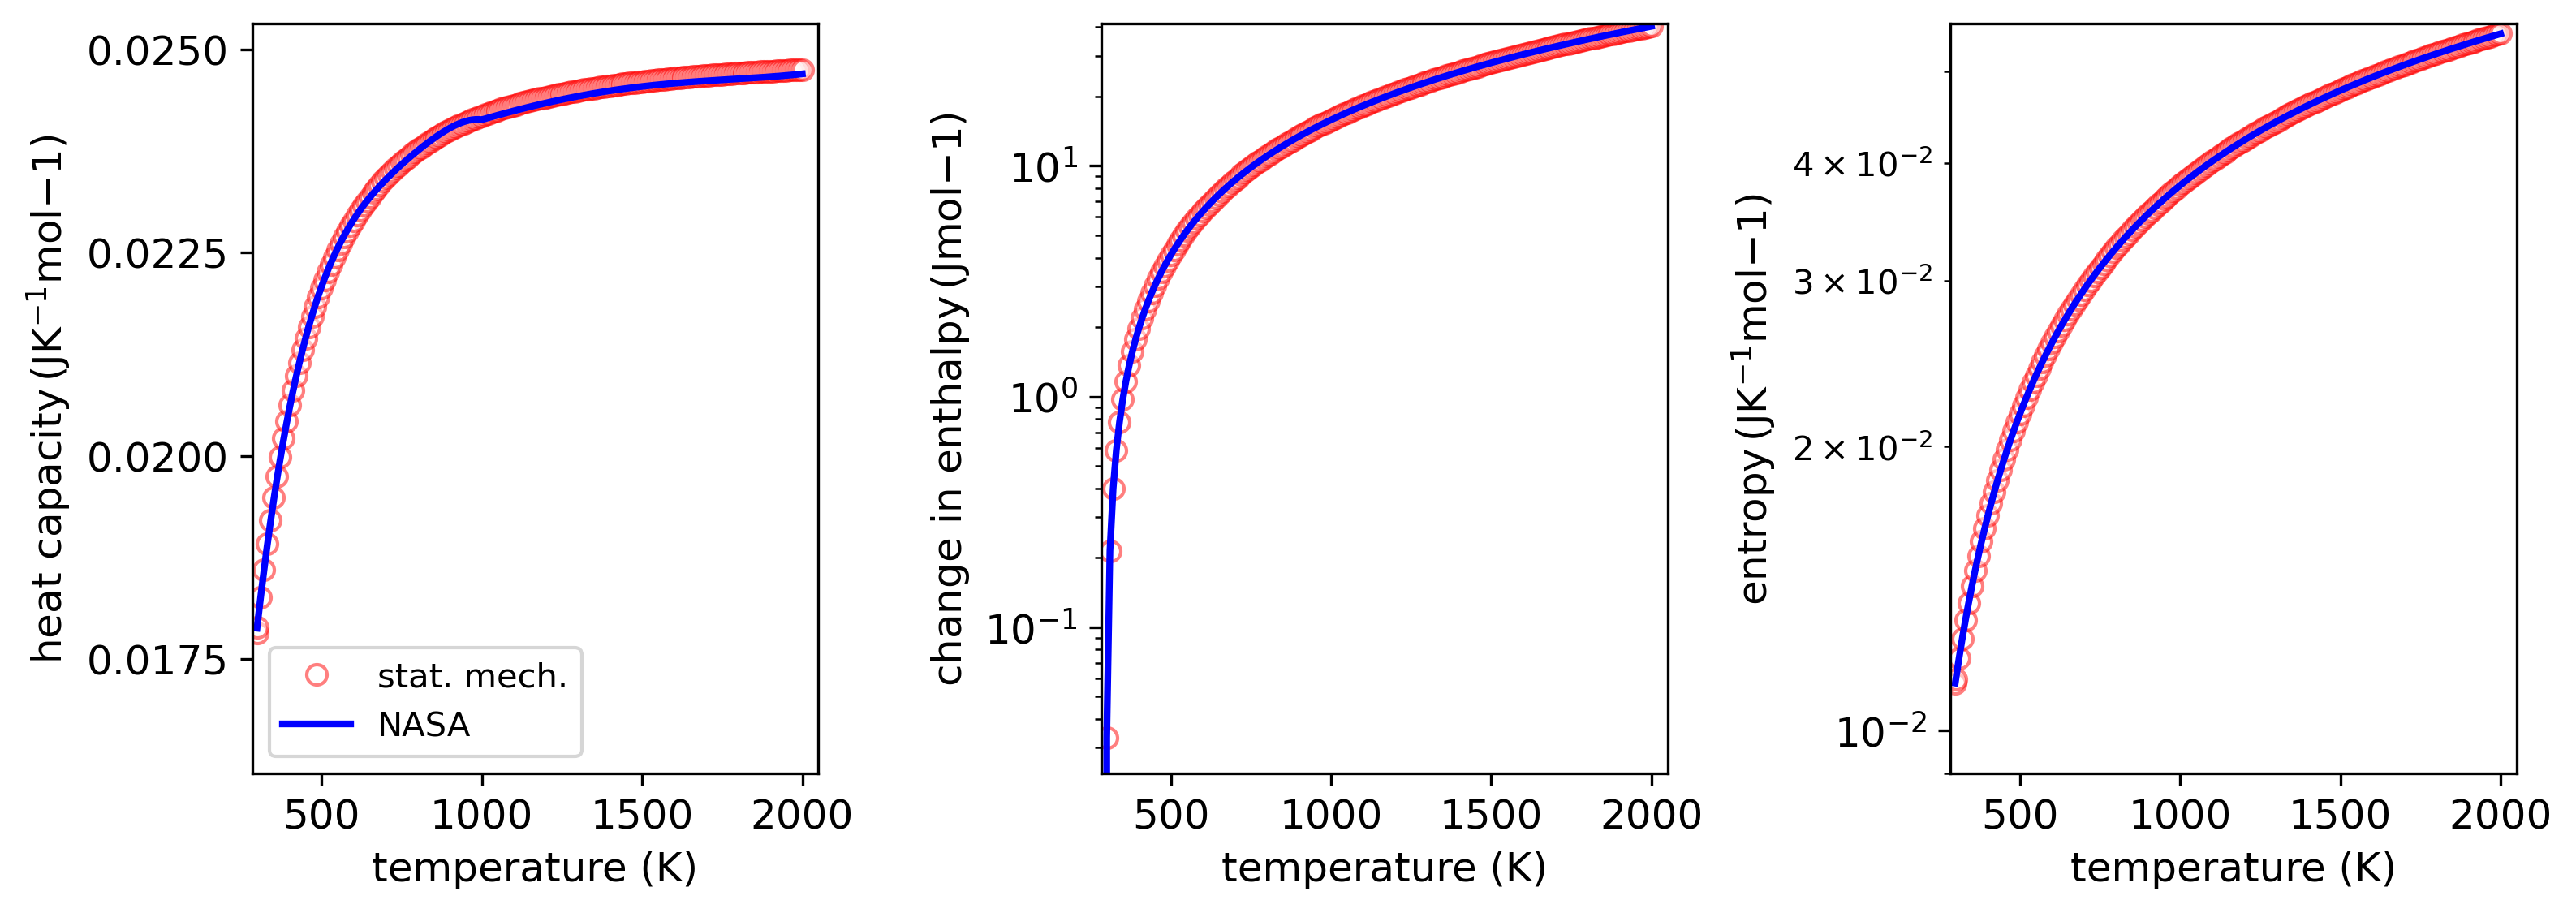 heat capacity (JK⁻¹mol−1)
0.0250
0.0225
0.0200
0.0175
stat. mech.
NASA
500 1000 1500 2000
temperature (K)
change in enthalpy (Jmol−1)
10¹
10⁰
10⁻¹
500 1000 1500 2000
temperature (K)
entropy (JK⁻¹mol−1)
4 × 10⁻²
3 × 10⁻²
2 × 10⁻²
10⁻²
500 1000 1500 2000
temperature (K)